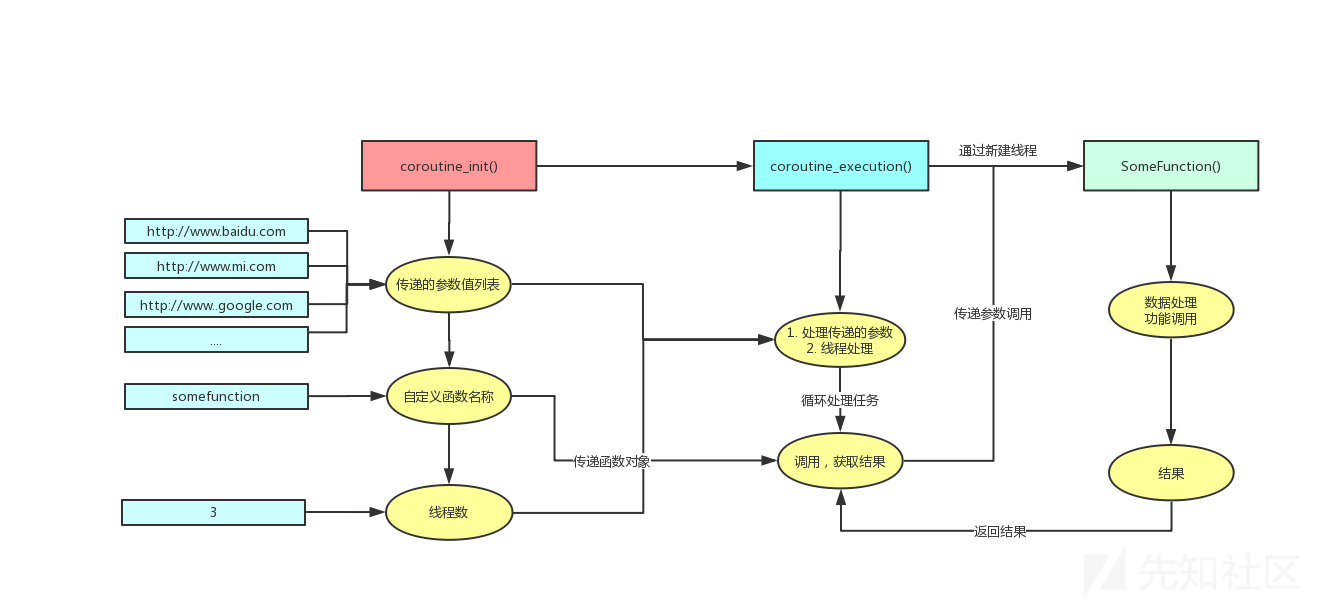 coroutine_init()
coroutine_execution()
通过新建线程
SomeFunction()
http://www.baidu.com
http://www.mi.com
http://www..google.com
....
传递的参数值列表
1. 处理传递的参数
2. 线程处理
传递参数调用
数据处理
功能调用
somefunction
自定义函数名称
循环处理任务
传递函数对象
调用，获取结果
结果
3
线程数
返回结果
先知社区